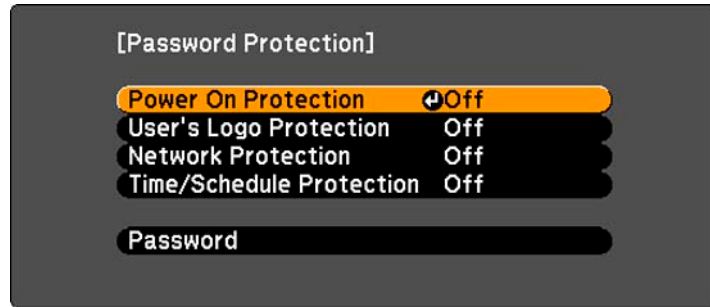 [Password Protection]
Power On Protection Off
User's Logo Protection Off
Network Protection Off
Time/Schedule Protection Off
Password